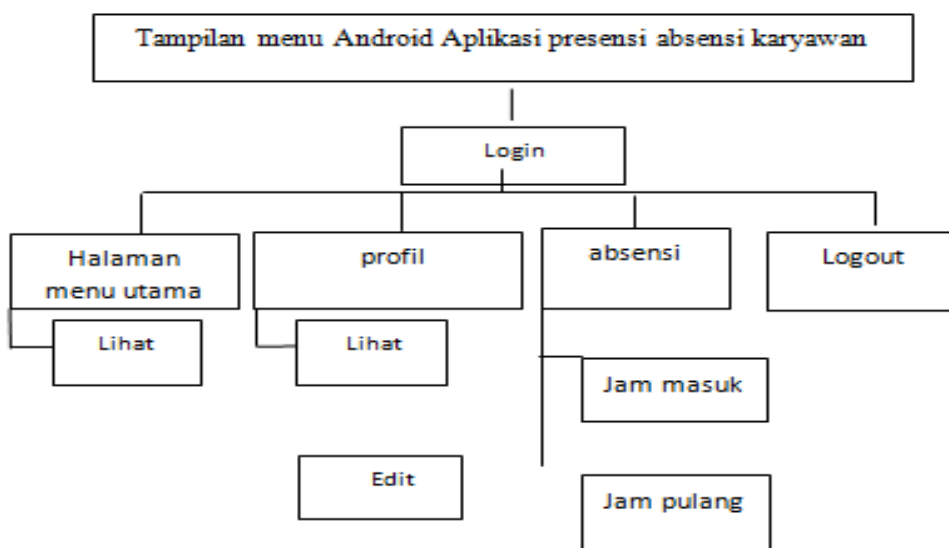 Tampilan menu Android Aplikasi presensi absensi karyawan
Login
Halaman
menu utama
profil
absensi
Logout
Lihat
Lihat
Jam masuk
Edit
Jam pulang